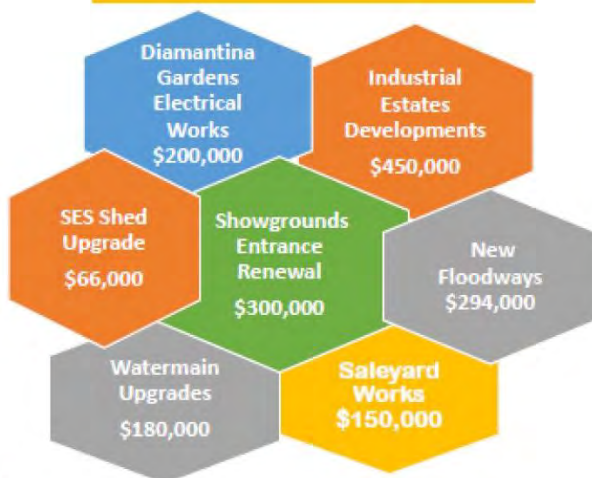 Diamantina
Gardens
Electrical
Works
$200,000
Industrial
Estates
Developments
$450,000
SES Shed
Upgrade
$66,000
Showgrounds
Entrance
Renewal
$300,000
New
Floodways
$294,000
Watermain
Upgrades
$180,000
Saleyard
Works
$150,000